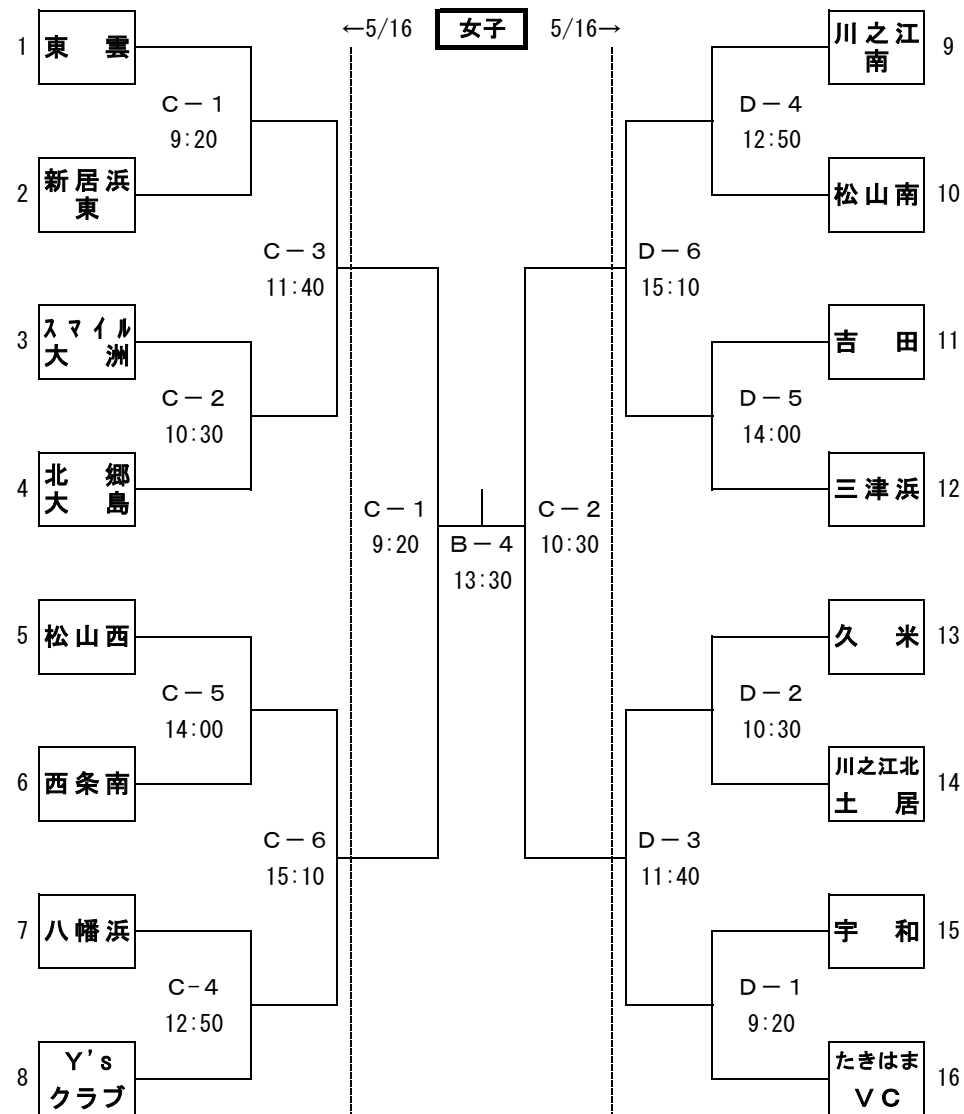 ←5/16 女子 5/16→
1 東　雲
C－1
9:20
2 新居浜
東
C－3
11:40
3 スマイル
大　洲
C－2
10:30
4 北　郷
大　島
C－1
9:20
5 松山西
C－5
14:00
6 西条南
C－6
15:10
7 八幡浜
C-4
12:50
8 Y's
クラブ
B－4
13:30
川之江
南 9
D－4
12:50
松山南 10
D－6
15:10
吉　田 11
D－5
14:00
三津浜 12
C－2
10:30
久　米 13
D－2
10:30
川之江北
土　居 14
D－3
11:40
宇　和 15
D－1
9:20
たきはま
VC 16